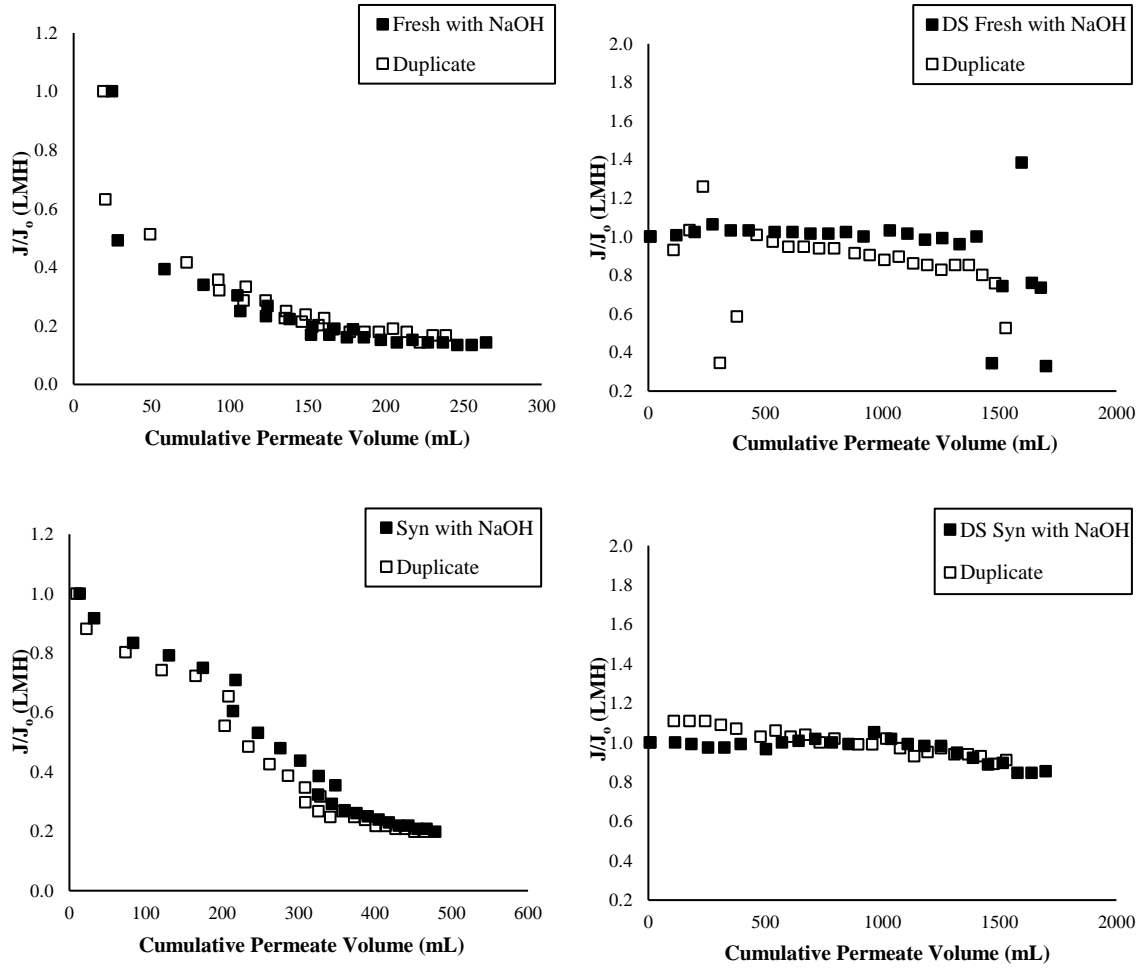 Fresh with NaOH
Duplicate
1.2
1.0
0.8
0.6
0.4
0.2
0.0
J/Jo (LMH)
0 50 100 150 200 250 300
Cumulative Permeate Volume (mL)
DS Fresh with NaOH
Duplicate
2.0
1.8
1.6
1.4
1.2
1.0
0.8
0.6
0.4
0.2
J/Jo (LMH)
0 500 1000 1500 2000
Cumulative Permeate Volume (mL)
Syn with NaOH
Duplicate
1.2
1.0
0.8
0.6
0.4
0.2
0.0
J/Jo (LMH)
0 100 200 300 400 500 600
Cumulative Permeate Volume (mL)
DS Syn with NaOH
Duplicate
2.0
1.8
1.6
1.4
1.2
1.0
0.8
0.6
0.4
0.2
J/Jo (LMH)
0 500 1000 1500 2000
Cumulative Permeate Volume (mL)